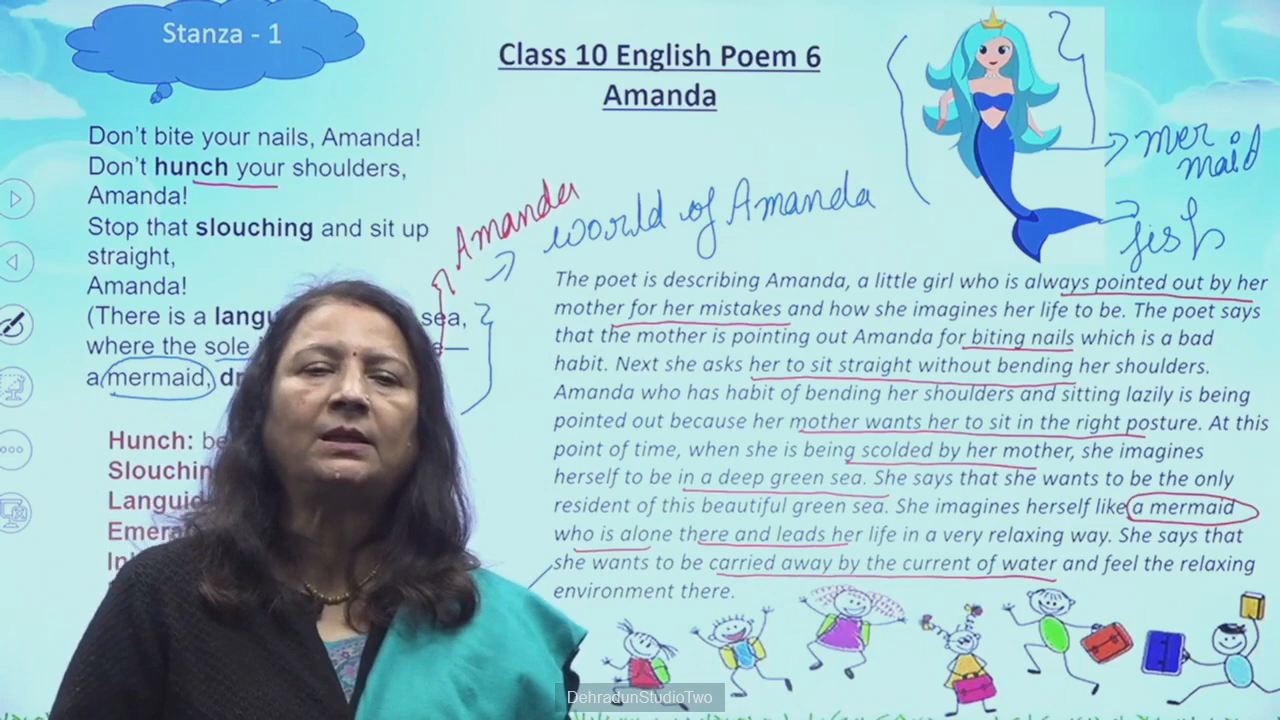 Stanza - 1
Class 10 English Poem 6
Amanda
Don't bite your nails, Amanda!
Don't hunch your shoulders,
Amanda!
Stop that slouching and sit up
straight,
Amanda!
(There is a sea,
where the sole
a mermaid,
Hunch:
Amanda
world of Amanda
mer
maid
fish
The poet is describing Amanda, a little girl who is always pointed out by her
mother for her mistakes and how she imagines her life to be. The poet says
that the mother is pointing out Amanda for biting nails which is a bad
habit. Next she asks her to sit straight without bending her shoulders.
Amanda who has habit of bending her shoulders and sitting lazily is being
pointed out because her mother wants her to sit in the right posture. At this
point of time, when she is being scolded by her mother, she imagines
herself to be in a deep green sea. She says that she wants to be the only
resident of this beautiful green sea. She imagines herself like a mermaid
who is alone there and leads her life in a very relaxing way. She says that
she wants to be carried away by the current of water and feel the relaxing
environment there.
DehradunStudioTwo